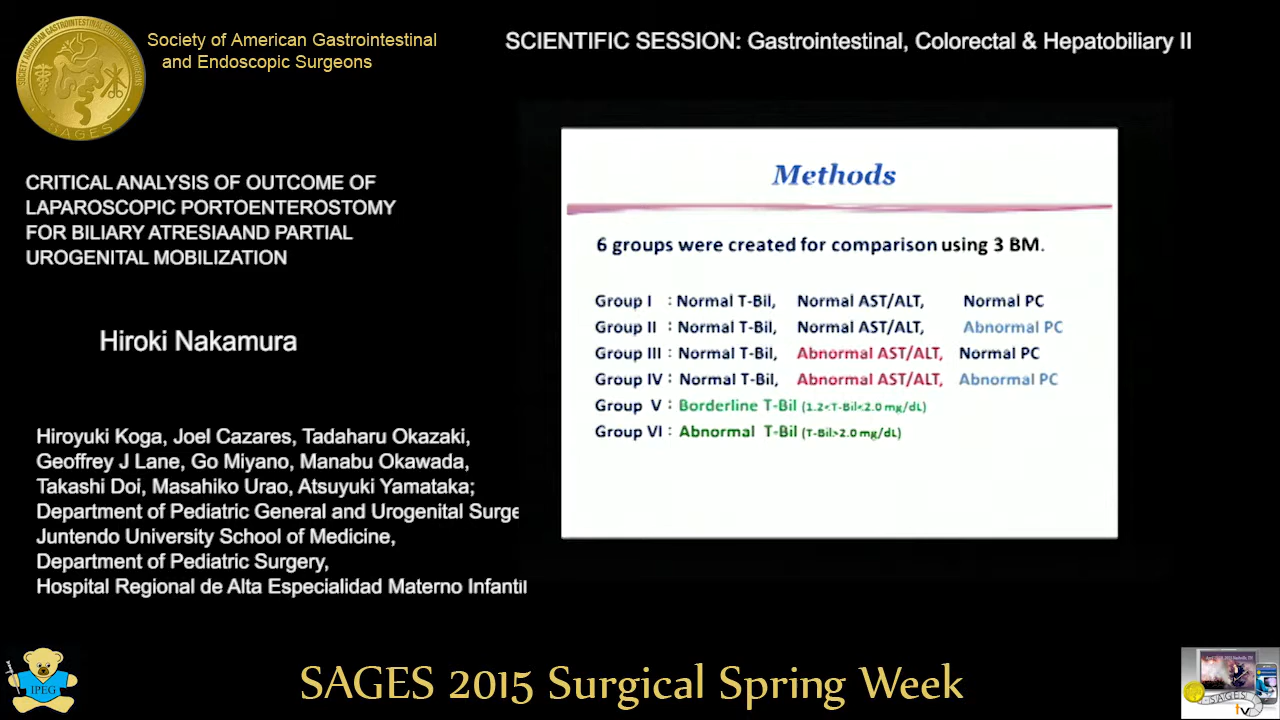 Society of American Gastrointestinal
and Endoscopic Surgeons
SCIENTIFIC SESSION: Gastrointestinal, Colorectal & Hepatobiliary II
SAGES
CRITICAL ANALYSIS OF OUTCOME OF
LAPAROSCOPIC PORTOENTEROSTOMY
FOR BILIARY ATRESIAAND PARTIAL
UROGENITAL MOBILIZATION
Hiroki Nakamura
Hiroyuki Koga, Joel Cazares, Tadaharu Okazaki,
Geoffrey J Lane, Go Miyano, Manabu Okawada,
Takashi Doi, Masahiko Urao, Atsuyuki Yamataka;
Department of Pediatric General and Urogenital Surge
Juntendo University School of Medicine,
Department of Pediatric Surgery,
Hospital Regional de Alta Especialidad Materno Infantil
Methods
6 groups were created for comparison using 3 BM.
Group I : Normal T-Bil, Normal AST/ALT, Normal PC
Group II : Normal T-Bil, Normal AST/ALT, Abnormal PC
Group III : Normal T-Bil, Abnormal AST/ALT, Normal PC
Group IV : Normal T-Bil, Abnormal AST/ALT, Abnormal PC
Group V : Borderline T-Bil (1.2<T-Bil<2.0 mg/dL)
Group VI : Abnormal T-Bil (T-Bil>2.0 mg/dL)
IPEG
SAGES 2015 Surgical Spring Week
SAGES
tv